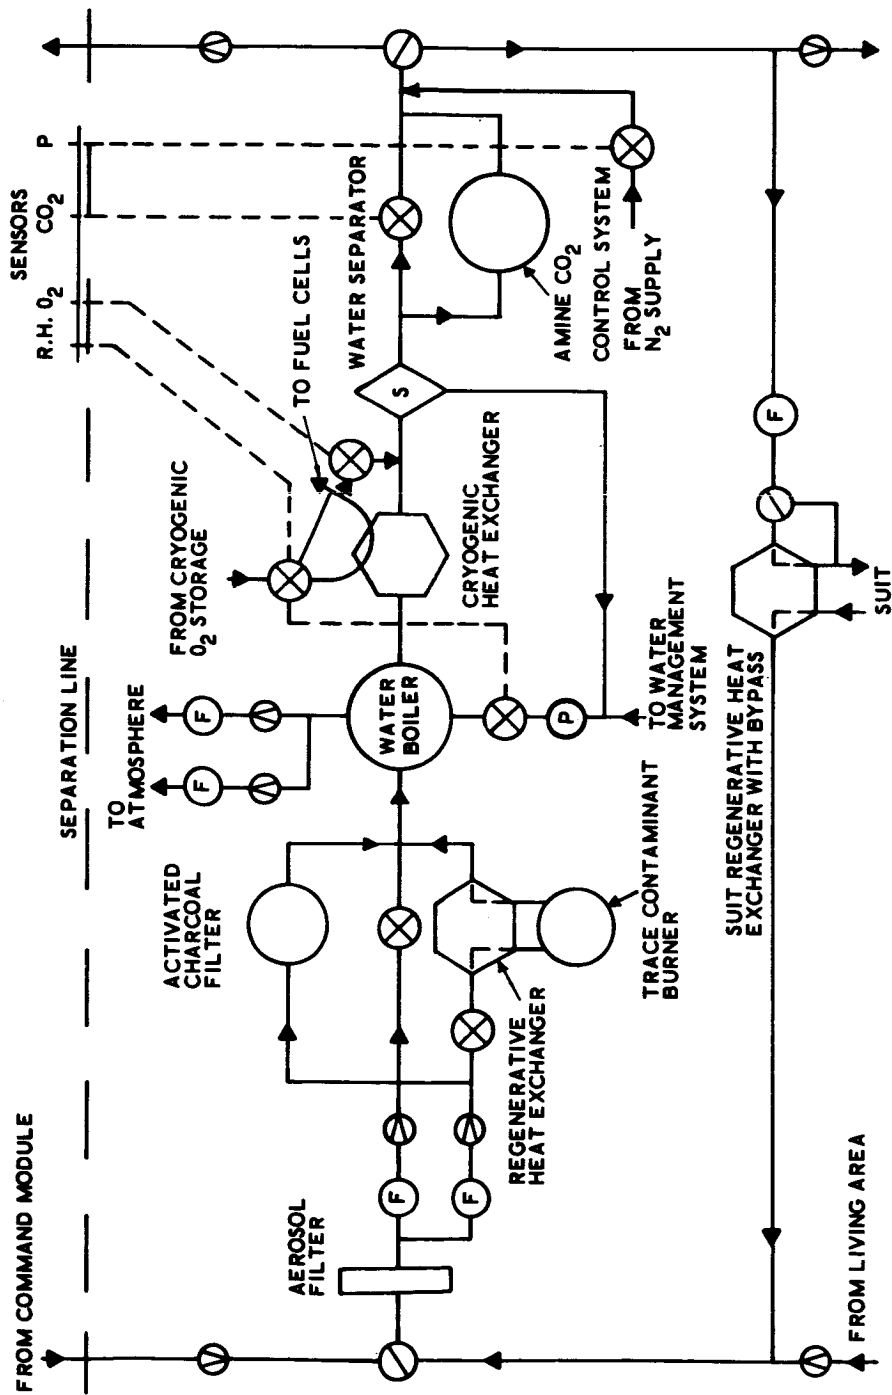 SENSORS
R.H. O2 CO2 P
FROM COMMAND MODULE
SEPARATION LINE
TO
ATMOSPHERE
F
F
FROM CRYOGENIC
O2 STORAGE
TO FUEL CELLS
WATER SEPARATOR
ACTIVATED
CHARCOAL
FILTER
AEROSOL
FILTER
F
F
WATER
BOILER
S
CRYOGENIC
HEAT EXCHANGER
AMINE CO2
CONTROL SYSTEM
FROM
N2 SUPPLY
REGENERATIVE
HEAT EXCHANGER
TRACE CONTAMINANT
BURNER
P
TO WATER
MANAGEMENT
SYSTEM
SUIT REGENERATIVE HEAT
EXCHANGER WITH BYPASS
F
SUIT
FROM LIVING AREA